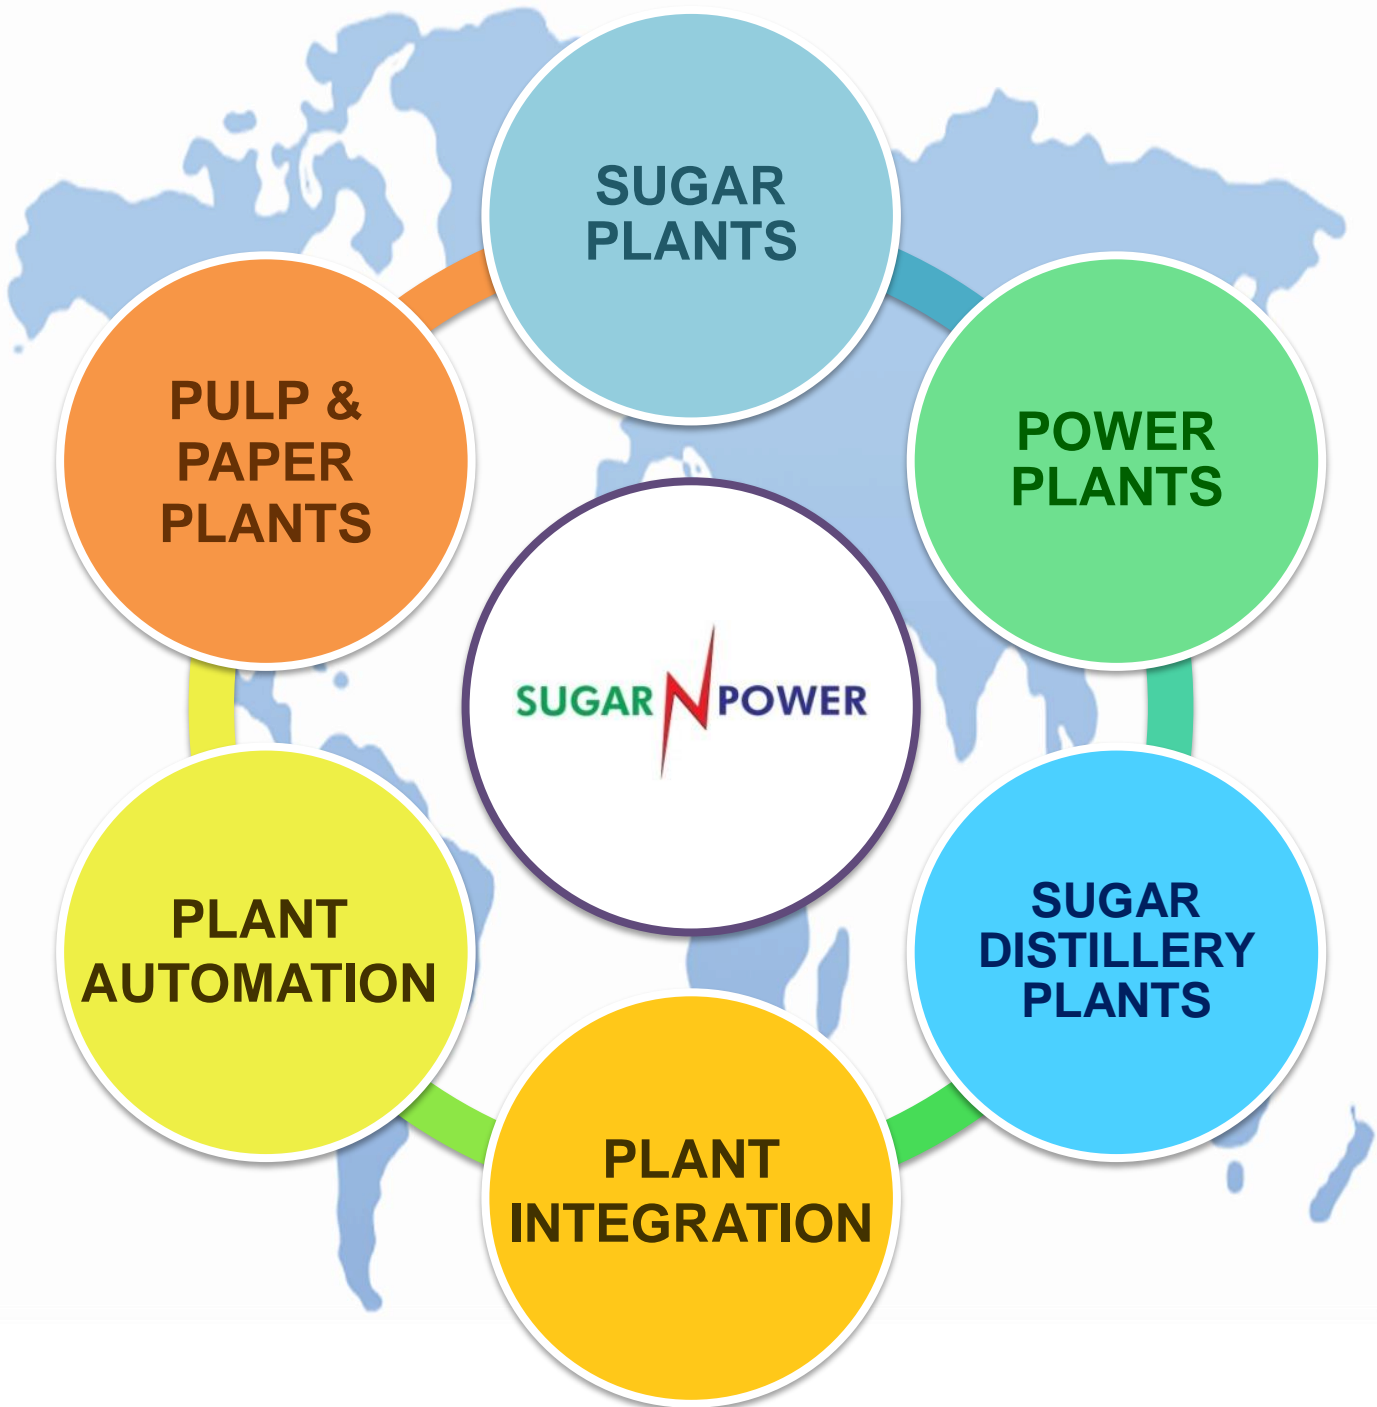 SUGAR
PLANTS
POWER
PLANTS
SUGAR
DISTILLERY
PLANTS
PLANT
INTEGRATION
PLANT
AUTOMATION
PULP &
PAPER
PLANTS
SUGAR N POWER